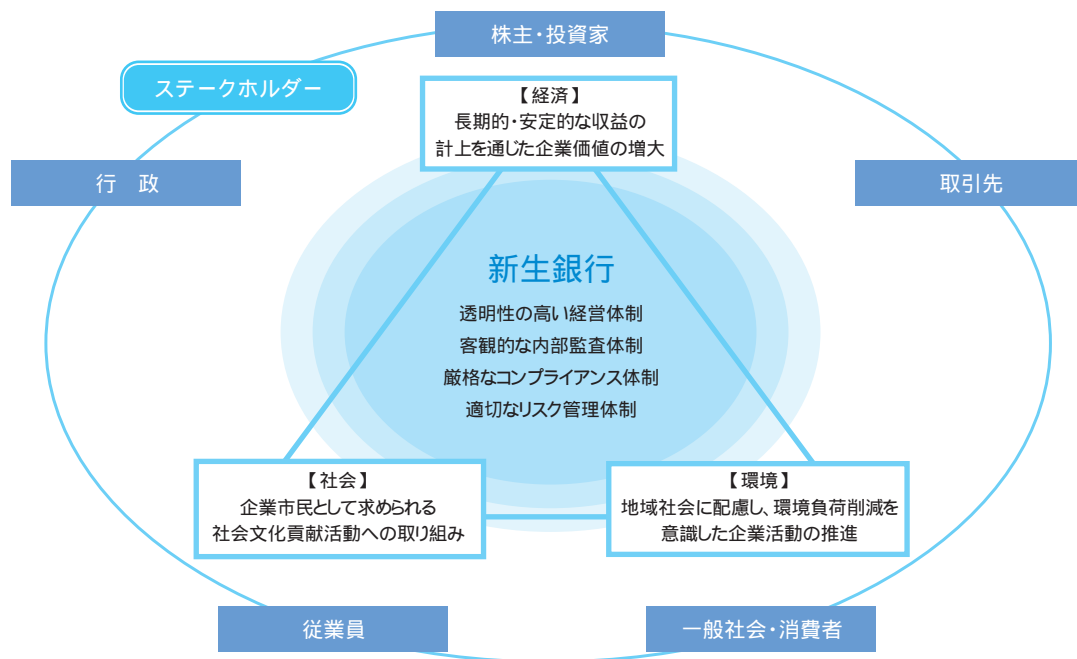 株主・投資家
ステークホルダー
【経済】
長期的・安定的な収益の
計上を通じた企業価値の増大
行　政
取引先
新生銀行
透明性の高い経営体制
客観的な内部監査体制
厳格なコンプライアンス体制
適切なリスク管理体制
【社会】
企業市民として求められる
社会文化貢献活動への取り組み
【環境】
地域社会に配慮し、環境負荷削減を
意識した企業活動の推進
従業員
一般社会・消費者